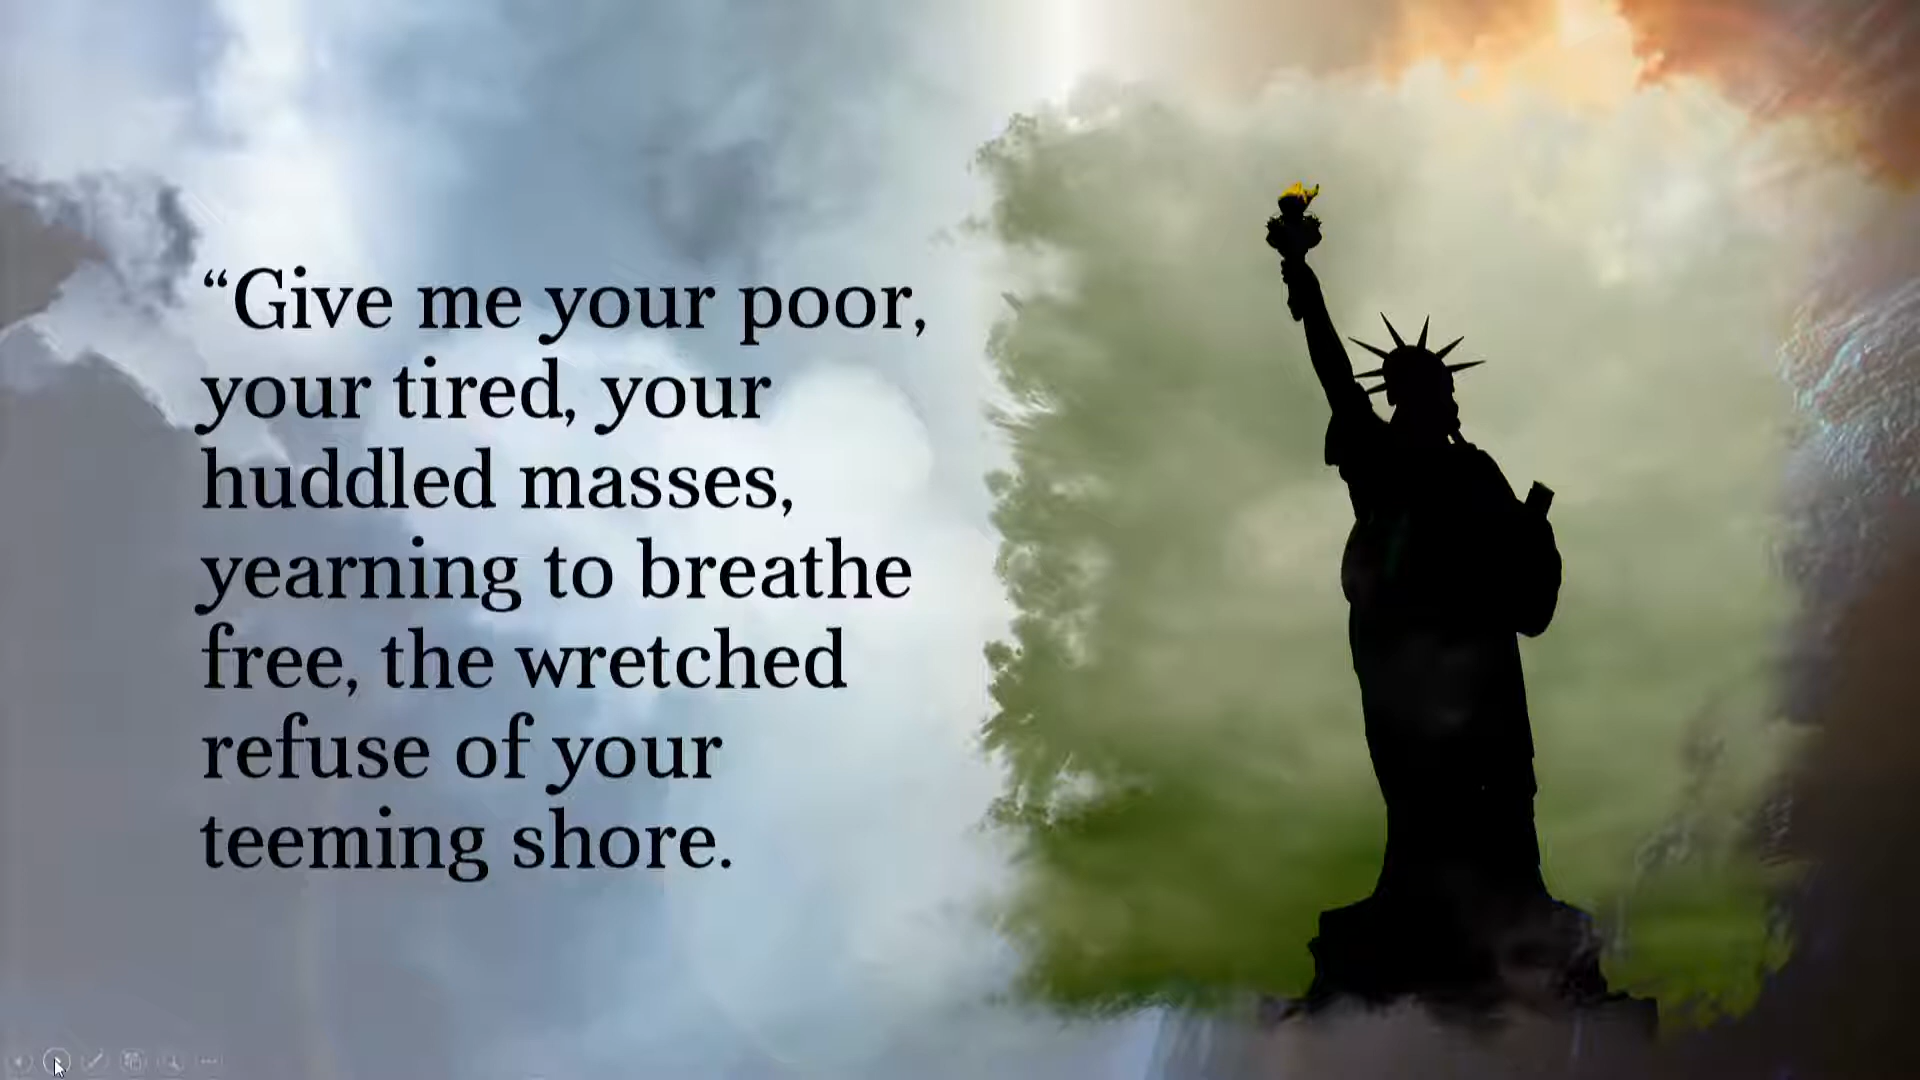 “Give me your poor,
your tired, your
huddled masses,
yearning to breathe
free, the wretched
refuse of your
teeming shore.